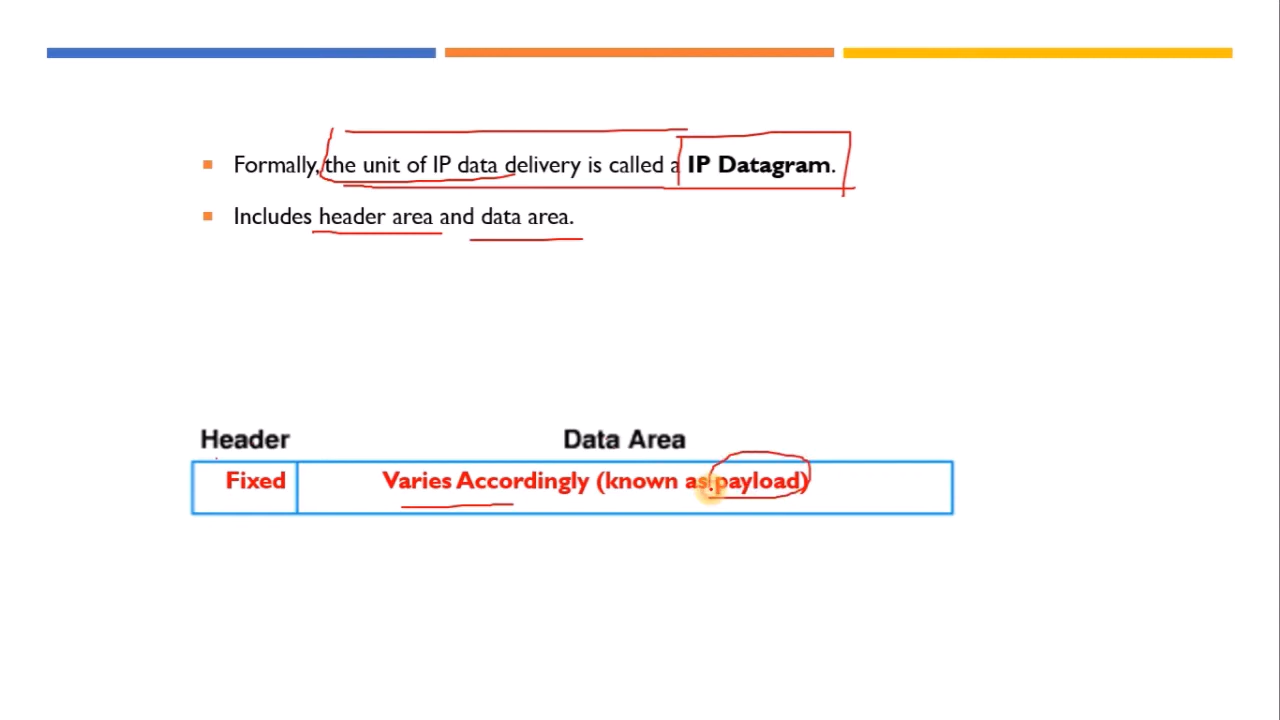 Formally, the unit of IP data delivery is called a IP Datagram.
Includes header area and data area.
Header Data Area
Fixed Varies Accordingly (known as payload)